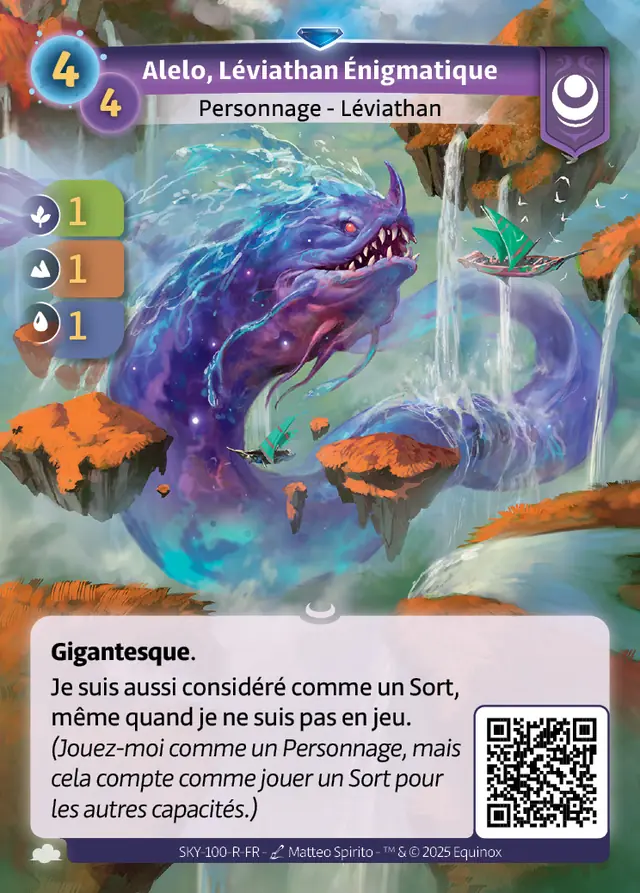 4
Alelo, Léviathan Énigmatique
4
Personnage - Léviathan
1
1
1
Gigantesque.
Je suis aussi considéré comme un Sort,
même quand je ne suis pas en jeu.
(Jouez-moi comme un Personnage, mais
cela compte comme jouer un Sort pour
les autres capacités.)
SKY-100-R-FR - Matteo Spirito - ™ & © 2025 Equinox